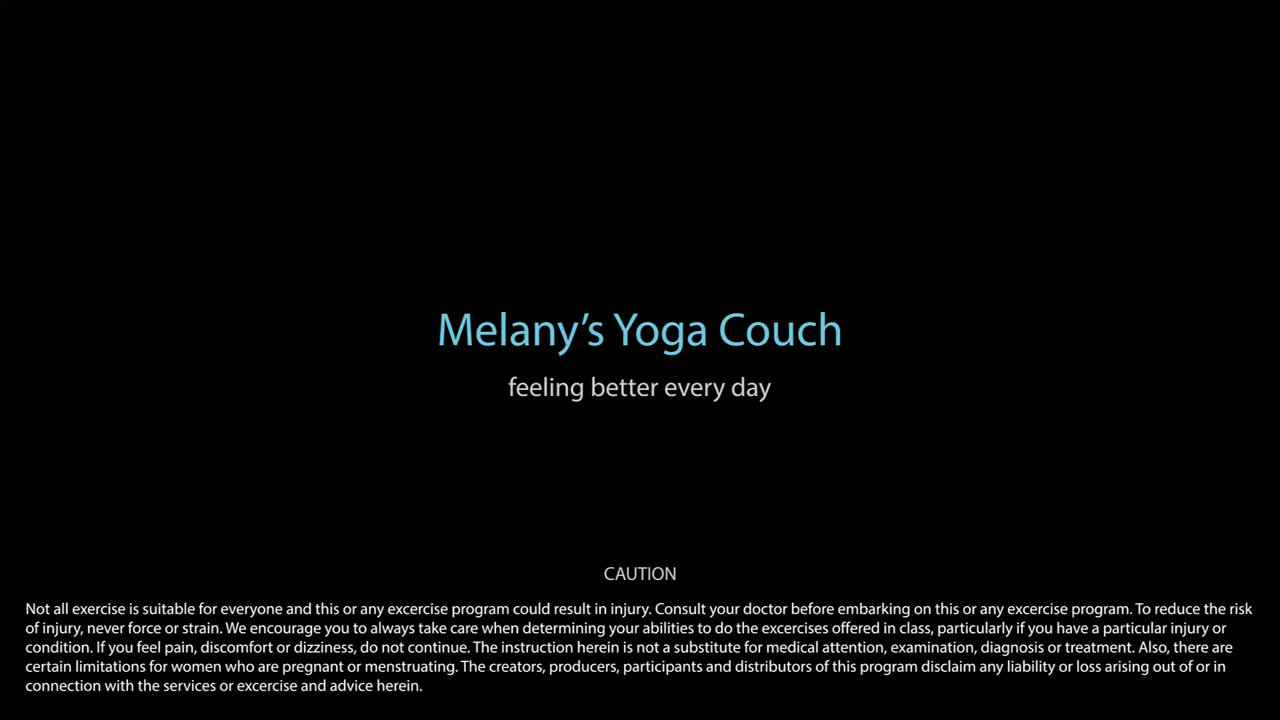 Melany’s Yoga Couch
feeling better every day
CAUTION
Not all exercise is suitable for everyone and this or any excercise program could result in injury. Consult your doctor before embarking on this or any excercise program. To reduce the risk
of injury, never force or strain. We encourage you to always take care when determining your abilities to do the excercises offered in class, particularly if you have a particular injury or
condition. If you feel pain, discomfort or dizziness, do not continue. The instruction herein is not a substitute for medical attention, examination, diagnosis or treatment. Also, there are
certain limitations for women who are pregnant or menstruating. The creators, producers, participants and distributors of this program disclaim any liability or loss arising out of or in
connection with the services or excercise and advice herein.